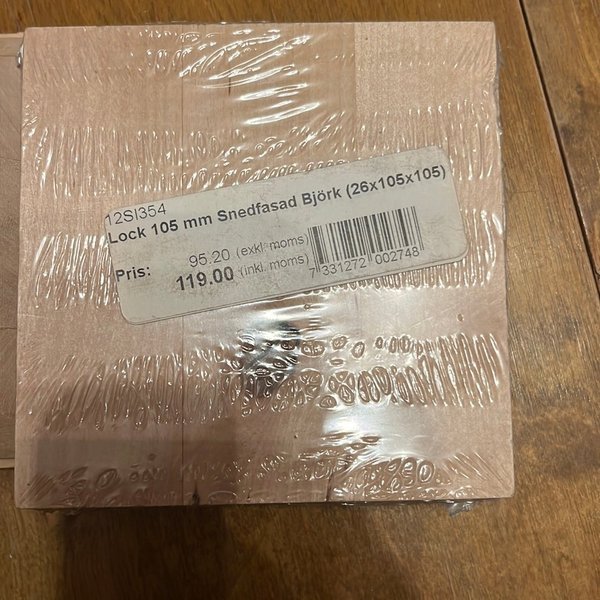 12SI354
Lock 105 mm Snedfasad Björk (26x105x105)
Pris: 95.20 (exkl. moms)
119.00 (inkl. moms)
7 331272 002748